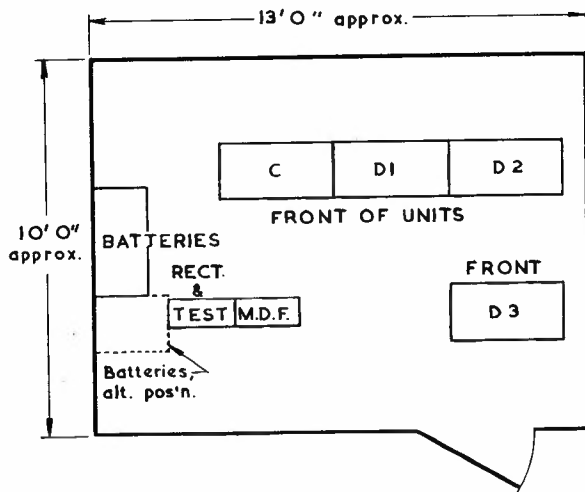 13'0" approx.
C D1 D2
FRONT OF UNITS
10'0"
approx.
BATTERIES
RECT.
&
TEST M.D.F.
FRONT
D3
Batteries,
alt. pos'n.